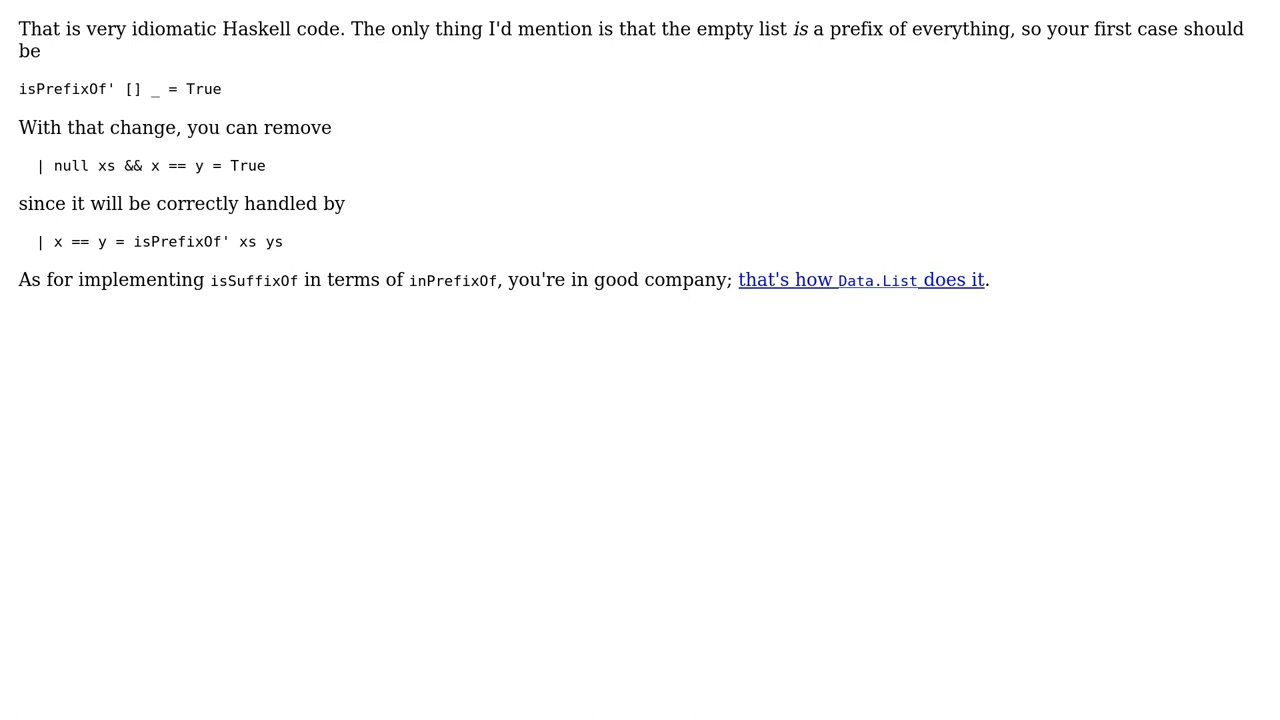 That is very idiomatic Haskell code. The only thing I'd mention is that the empty list is a prefix of everything, so your first case should
be
isPrefixOf' [] _ = True
With that change, you can remove
  | null xs && x == y = True
since it will be correctly handled by
  | x == y = isPrefixOf' xs ys
As for implementing isSuffixOf in terms of inPrefixOf, you're in good company; that's how Data.List does it.